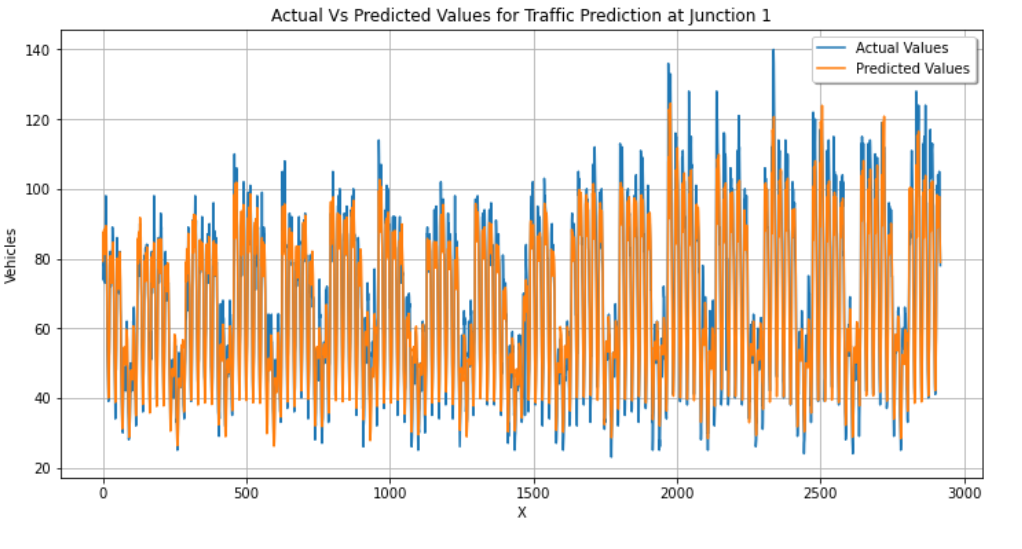 Actual Vs Predicted Values for Traffic Prediction at Junction 1
Actual Values
Predicted Values
Vehicles
140
120
100
80
60
40
20
0
500
1000
1500
2000
2500
3000
X